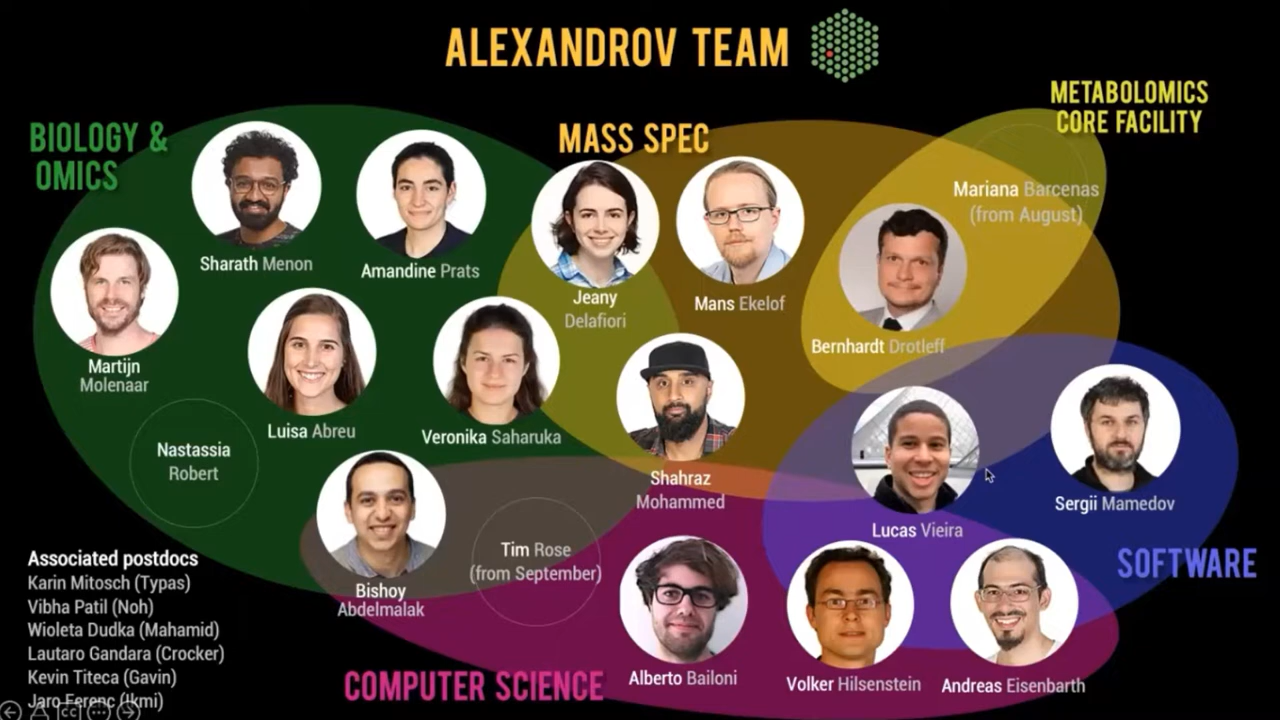 ALEXANDROV TEAM
BIOLOGY &
OMICS
MASS SPEC
METABOLOMICS
CORE FACILITY
Sharath Menon
Amandine Prats
Jeany
Delafiori
Mans Ekelof
Mariana Barcenas
(from August)
Bernhardt Drotleff
Martijn
Molenaar
Luisa Abreu
Veronika Saharuka
Nastassia
Robert
Shahraz
Mohammed
Lucas Vieira
Sergii Mamedov
SOFTWARE
Bishoy
Abdelmalak
Tim Rose
(from September)
Alberto Bailoni
Volker Hilsenstein
Andreas Eisenbarth
COMPUTER SCIENCE
Associated postdocs
Karin Mitosch (Typas)
Vibha Patil (Noh)
Wioleta Dudka (Mahamid)
Lautaro Gandara (Crocker)
Kevin Titeca (Gavin)
Jaro Ferenc (Ikmi)